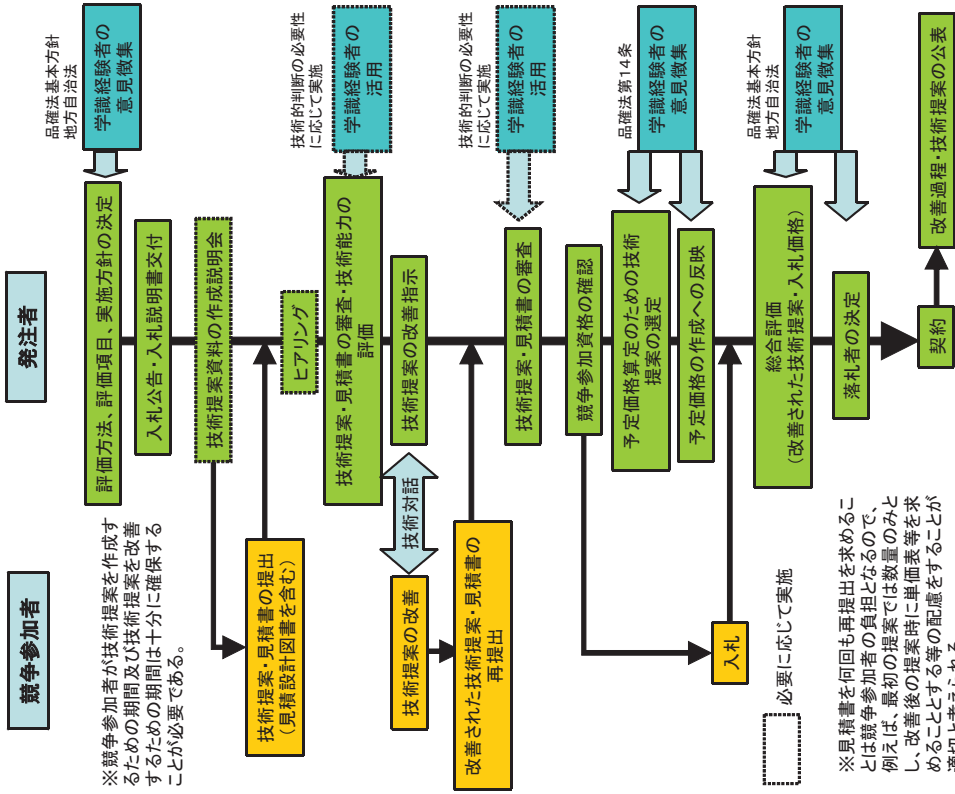 競争参加者
発注者
※競争参加者が技術提案を作成す
るための期間及び技術提案を改善
するための期間は十分に確保する
ことが必要である。
評価方法、評価項目、実施方針の決定
品確法基本方針
地方自治法
学識経験者の
意見徴集
入札公告・入札説明書交付
技術提案資料の作成説明会
技術提案・見積書の提出
（見積設計図書を含む）
ヒアリング
技術提案・見積書の審査・技術能力の
評価
技術的判断の必要性
に応じて実施
学識経験者の
活用
技術提案の改善
技術対話
技術提案の改善指示
改善された技術提案・見積書の
再提出
技術提案・見積書の審査
技術的判断の必要性
に応じて実施
学識経験者の
活用
競争参加資格の確認
予定価格算定のための技術
提案の選定
品確法第14条
学識経験者の
意見徴集
予定価格の作成への反映
入札
総合評価
（改善された技術提案・入札価格）
品確法基本方針
地方自治法
学識経験者の
意見徴集
落札者の決定
契約
改善過程・技術提案の公表
必要に応じて実施
※見積書を何回も再提出を求めるこ
とは競争参加者の負担となるので、
例えば、最初の提案では数量のみと
し、改善後の提案時に単価表等を求
めることとする等の配慮をすることが
適切と考えられる